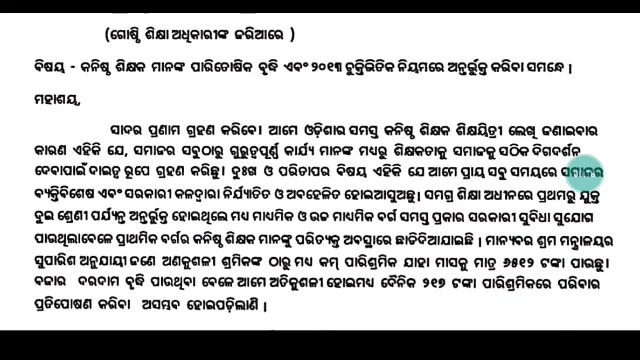 (ଗୋଷ୍ଠି ଶିକ୍ଷା ଅଧିକାରୀଙ୍କ ଜରିଆରେ )
ବିଷୟ - କନିଷ୍ଠ ଶିକ୍ଷକ ମାନଙ୍କ ପାରିତୋଷିକ ବୃଦ୍ଧି ଏବଂ ୨୦୧୩ ଚୁକ୍ତିଭିତିକ ନିୟମରେ ଅନ୍ତର୍ଭୁକ୍ତ କରିବା ସମନ୍ଧେ ।
ମହାଶୟ,
ସାଦର ପ୍ରଣାମ ଗ୍ରହଣ କରିବେ। ଆମେ ଓଡ଼ିଶାର ସମସ୍ତ କନିଷ୍ଠ ଶିକ୍ଷକ ଶିକ୍ଷୟିତ୍ରୀ ଲେଖି ଜଣାଇବାର
କାରଣ ଏହିକି ଯେ, ସମାଜର ସବୁଠାରୁ ଗୁରୁତ୍ୱପୂର୍ଣ୍ଣ କାର୍ଯ୍ୟ ମାନଙ୍କ ମଧ୍ୟରୁ ଶିକ୍ଷକତାକୁ ସମାଜକୁ ସଠିକ ଦିଗଦର୍ଶନ
ଦେବାପାଇଁ ଦାଇତ୍ୱ ରୂପେ ଗ୍ରହଣ କରିଛୁ। ଦୁଃଖ ଓ ପରିତାପର ବିଷୟ ଏହିକି ଯେ ଆମେ ପ୍ରାୟ ସବୁ ସମୟରେ ସମାଜର
ବ୍ୟକ୍ତିବିଶେଷ ଏବଂ ସରକାରୀ କଳଦ୍ୱାରା ନିର୍ଯ୍ୟାତିତ ଓ ଅବହେଳିତ ହୋଇଆସୁଅଛୁ। ସମଗ୍ର ଶିକ୍ଷା ଅଧୀନରେ ପ୍ରଥମରୁ ଯୁକ୍ତ
ଦୁଇ ଶ୍ରେଣୀ ପର୍ଯ୍ୟନ୍ତ ଅନ୍ତର୍ଭୁକ୍ତ ହୋଇଥିଲେ ମଧ୍ୟ ମାଧ୍ୟମିକ ଓ ଉଚ୍ଚ ମାଧ୍ୟମିକ ବର୍ଗ ସମସ୍ତ ପ୍ରକାର ସରକାରୀ ସୁବିଧା ସୁଯୋଗ
ପାଉଥିଲାବେଳେ ପ୍ରାଥମିକ ବର୍ଗର କନିଷ୍ଠ ଶିକ୍ଷକ ମାନଙ୍କୁ ପରିତ୍ୟକ୍ତ ଅବସ୍ଥାରେ ଛାଡିଦିଆଯାଇଛି । ମାନ୍ୟବର ଶ୍ରମ ମନ୍ତ୍ରାଳୟର
ସୁପାରିଶ ଅନୁଯାୟୀ ଜଣେ ଅଣକୁଶଳୀ ଶ୍ରମିକଙ୍କ ଠାରୁ ମଧ୍ୟ କମ୍ ପାରିଶ୍ରମିକ ଯାହା ମାସକୁ ମାତ୍ର ୬୫୧୨ ଟଙ୍କା ପାଉଛୁ।
ବଜାର ଦରଦାମ ବୃଦ୍ଧି ପାଉଥିବା ବେଳେ ଆମେ ଅତିକୁଶଳୀ ହୋଇମଧ୍ୟ ଦୈନିକ ୨୧୭ ଟଙ୍କା ପାରିଶ୍ରମିକରେ ପରିବାର
ପ୍ରତିପୋଷଣ କରିବା ଅସମ୍ଭବ ହୋଇପଡ଼ିଲାଣି ।